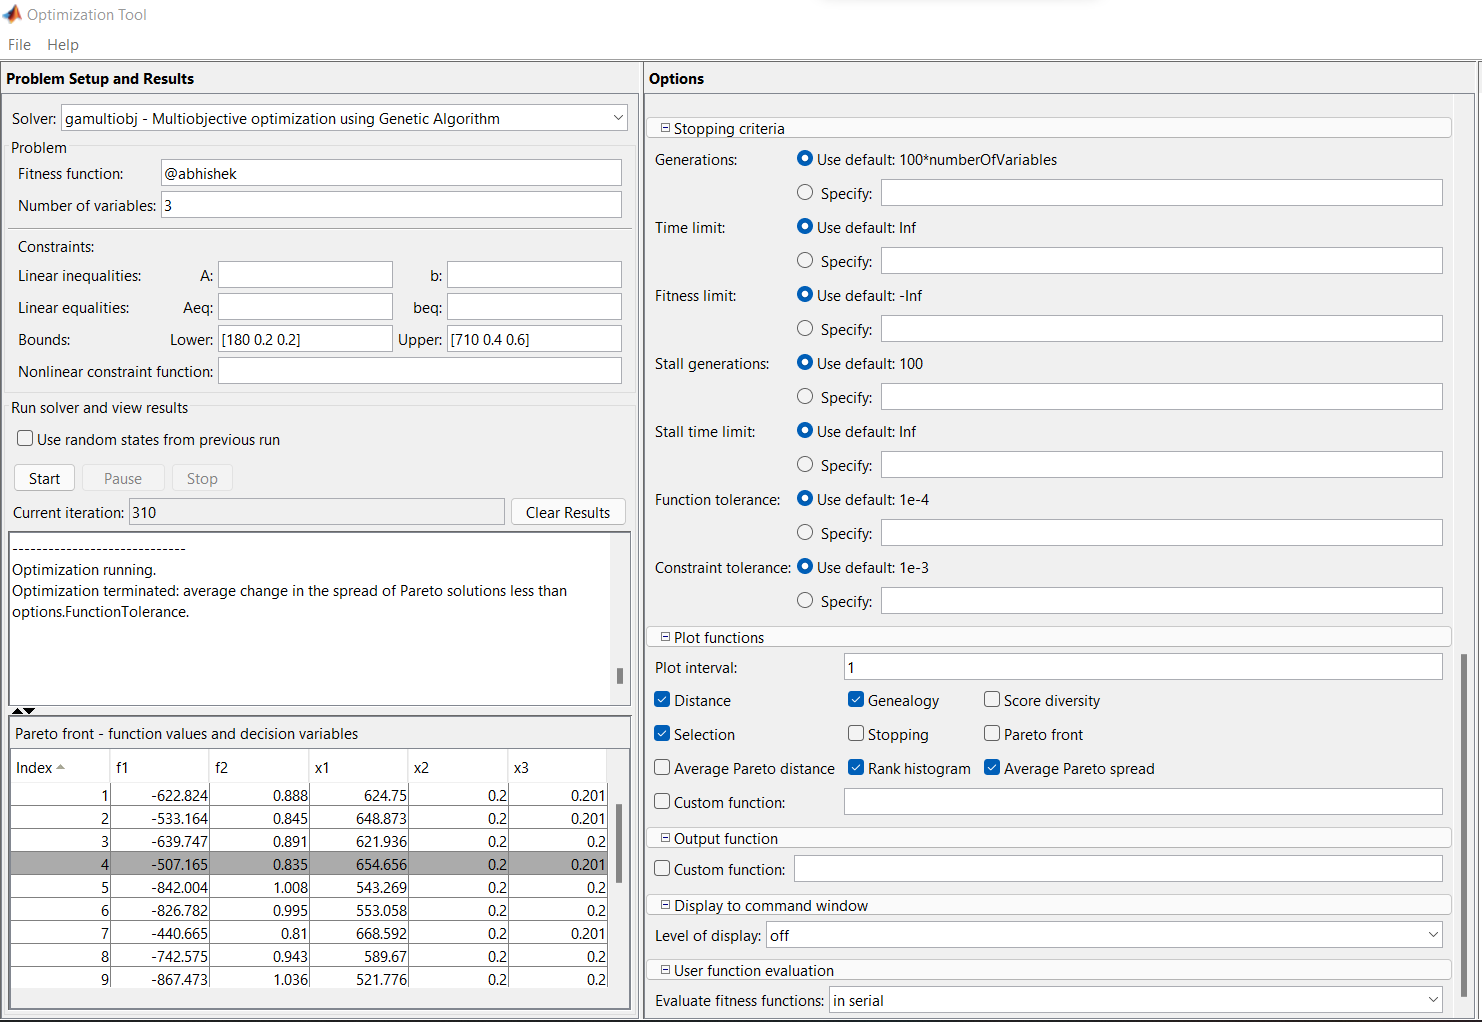 Optimization Tool
File Help
Problem Setup and Results
Solver: gamultiobj - Multiobjective optimization using Genetic Algorithm
Problem
Fitness function: @abhishek
Number of variables: 3
Constraints:
Linear inequalities: A: b:
Linear equalities: Aeq: beq:
Bounds: Lower: [180 0.2 0.2] Upper: [710 0.4 0.6]
Nonlinear constraint function:
Run solver and view results
Use random states from previous run
Start Pause Stop
Current iteration: 310 Clear Results
-----------------------------
Optimization running.
Optimization terminated: average change in the spread of Pareto solutions less than
options.FunctionTolerance.
Pareto front - function values and decision variables
Index f1 f2 x1 x2 x3
1 -622.824 0.888 624.75 0.2 0.201
2 -533.164 0.845 648.873 0.2 0.201
3 -639.747 0.891 621.936 0.2 0.2
4 -507.165 0.835 654.656 0.2 0.201
5 -842.004 1.008 543.269 0.2 0.2
6 -826.782 0.995 553.058 0.2 0.2
7 -440.665 0.81 668.592 0.2 0.201
8 -742.575 0.943 589.67 0.2 0.2
9 -867.473 1.036 521.776 0.2 0.2
Options
Stopping criteria
Generations: Use default: 100*numberOfVariables
Specify:
Time limit: Use default: Inf
Specify:
Fitness limit: Use default: -Inf
Specify:
Stall generations: Use default: 100
Specify:
Stall time limit: Use default: Inf
Specify:
Function tolerance: Use default: 1e-4
Specify:
Constraint tolerance: Use default: 1e-3
Specify:
Plot functions
Plot interval: 1
Distance Genealogy Score diversity
Selection Stopping Pareto front
Average Pareto distance Rank histogram Average Pareto spread
Custom function:
Output function
Custom function:
Display to command window
Level of display: off
User function evaluation
Evaluate fitness functions: in serial